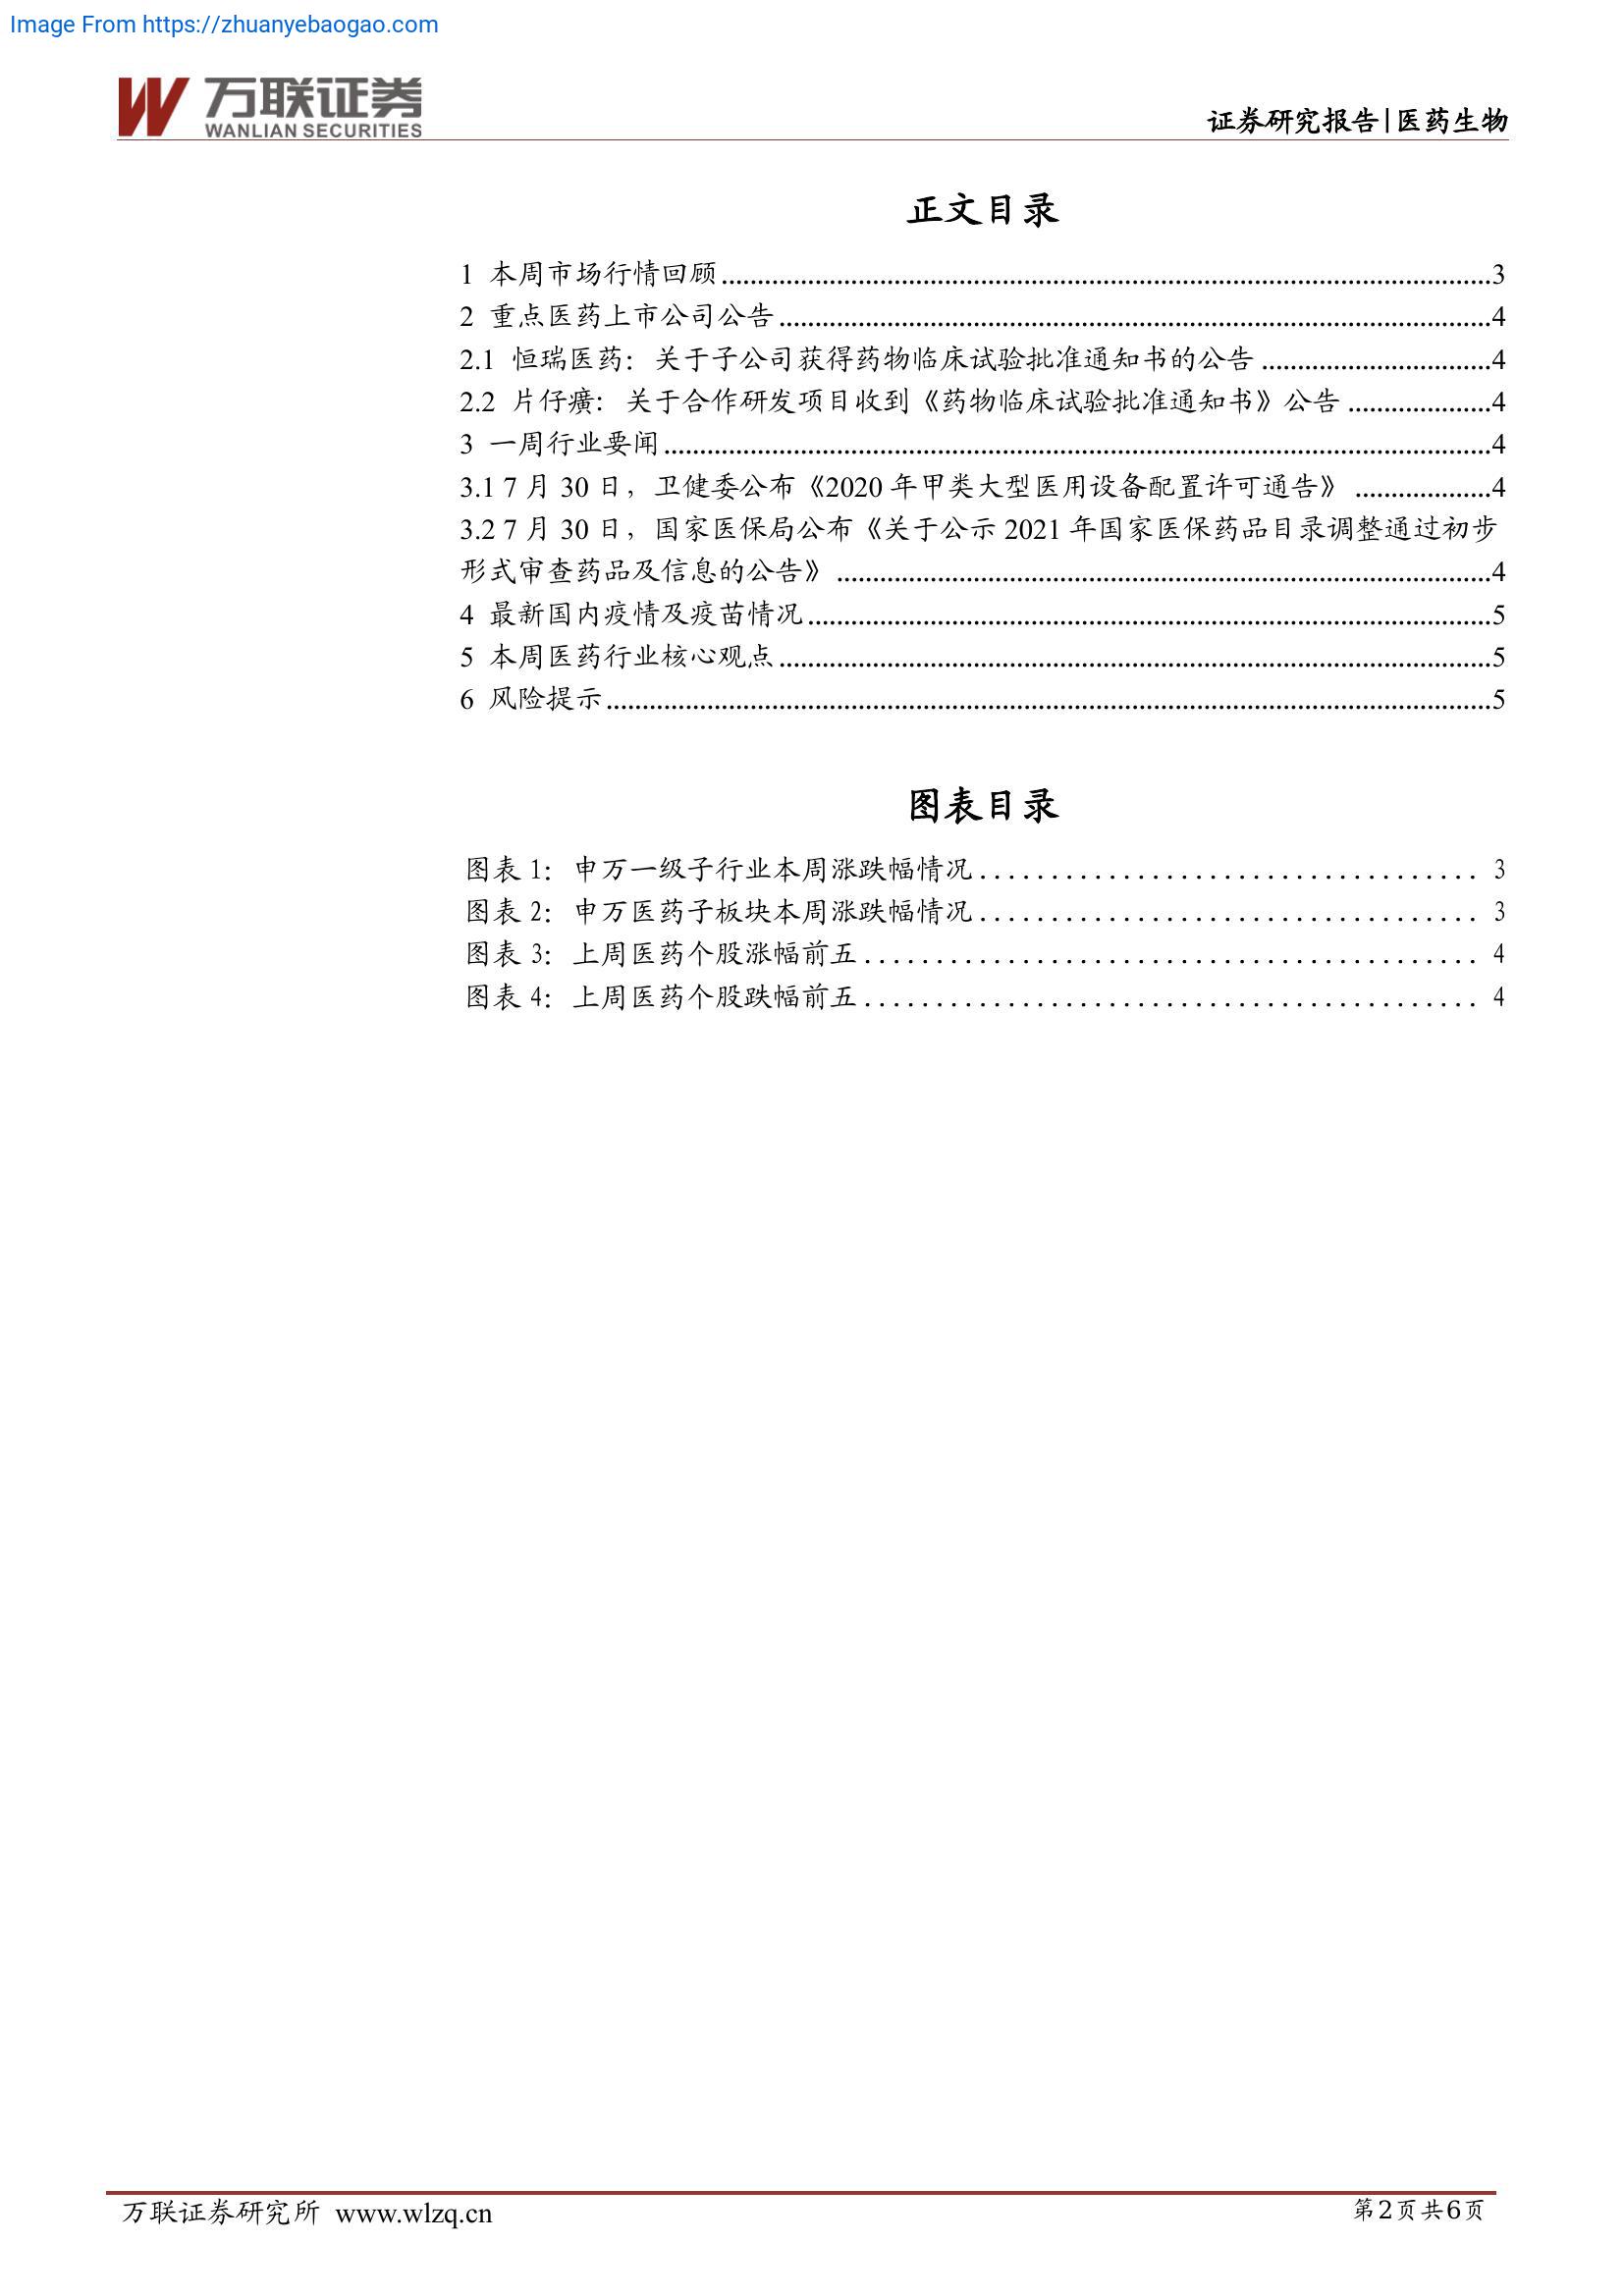 Image From https://zhuanyebaogao.com
万联证券
WANLIAN SECURITIES
证券研究报告|医药生物
正文目录
1 本周市场行情回顾...3
2 重点医药上市公司公告...4
2.1 恒瑞医药：关于子公司获得药物临床试验批准通知书的公告...4
2.2 片仔癀：关于合作研发项目收到《药物临床试验批准通知书》公告...4
3 一周行业要闻...4
3.1 7 月 30 日，卫健委公布《2020 年甲类大型医用设备配置许可通告》...4
3.2 7 月 30 日，国家医保局公布《关于公示 2021 年国家医保药品目录调整通过初步
形式审查药品及信息的公告》...4
4 最新国内疫情及疫苗情况...5
5 本周医药行业核心观点...5
6 风险提示...5
图表目录
图表 1：申万一级子行业本周涨跌幅情况... 3
图表 2：申万医药子板块本周涨跌幅情况... 3
图表 3：上周医药个股涨幅前五... 4
图表 4：上周医药个股跌幅前五... 4
万联证券研究所 www.wlzq.cn
第2页共6页